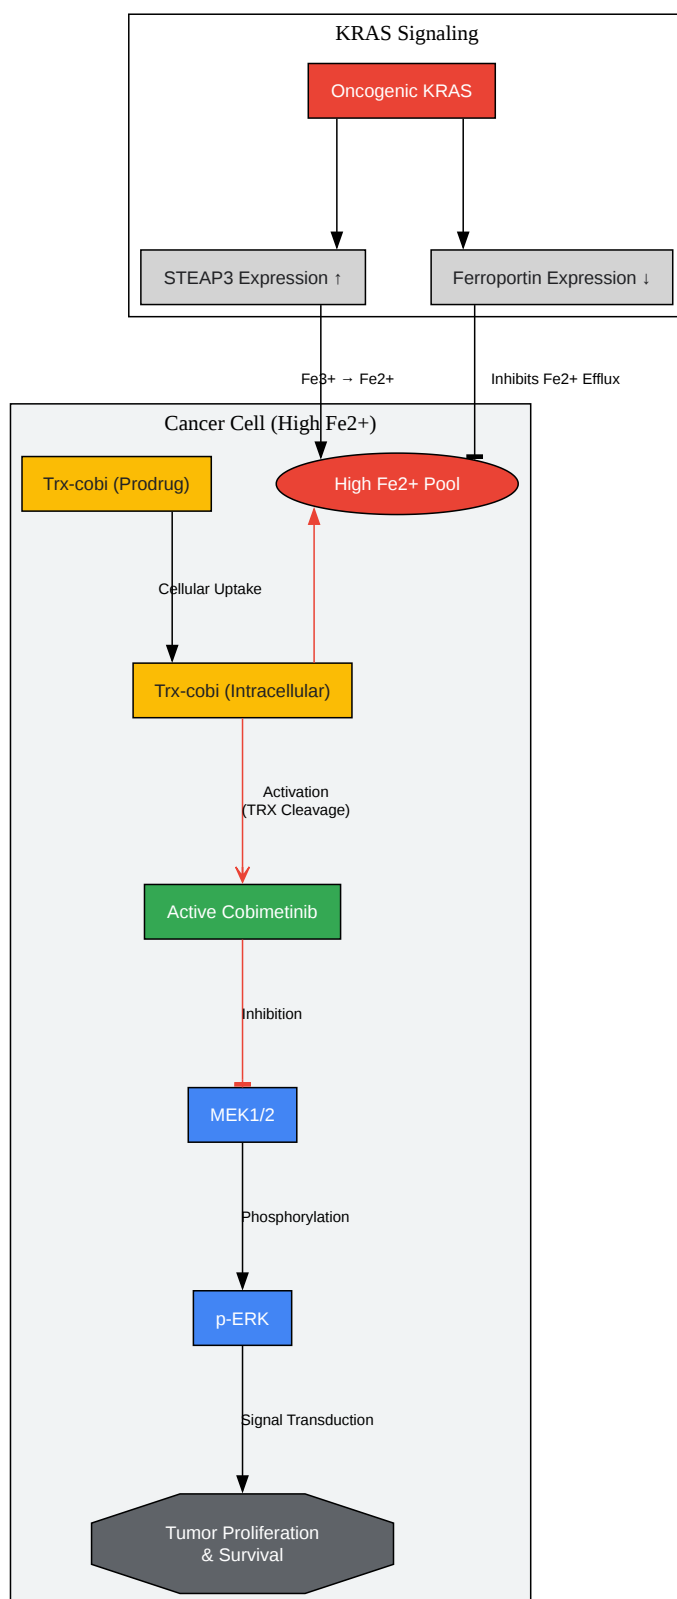 KRAS Signaling
Oncogenic KRAS
STEAP3 Expression ↑
Ferroportin Expression ↓
Fe3+ → Fe2+
Inhibits Fe2+ Efflux
Cancer Cell (High Fe2+)
Trx-cobi (Prodrug)
High Fe2+ Pool
Cellular Uptake
Trx-cobi (Intracellular)
Activation
(TRX Cleavage)
Active Cobimetinib
Inhibition
MEK1/2
Phosphorylation
p-ERK
Signal Transduction
Tumor Proliferation
& Survival